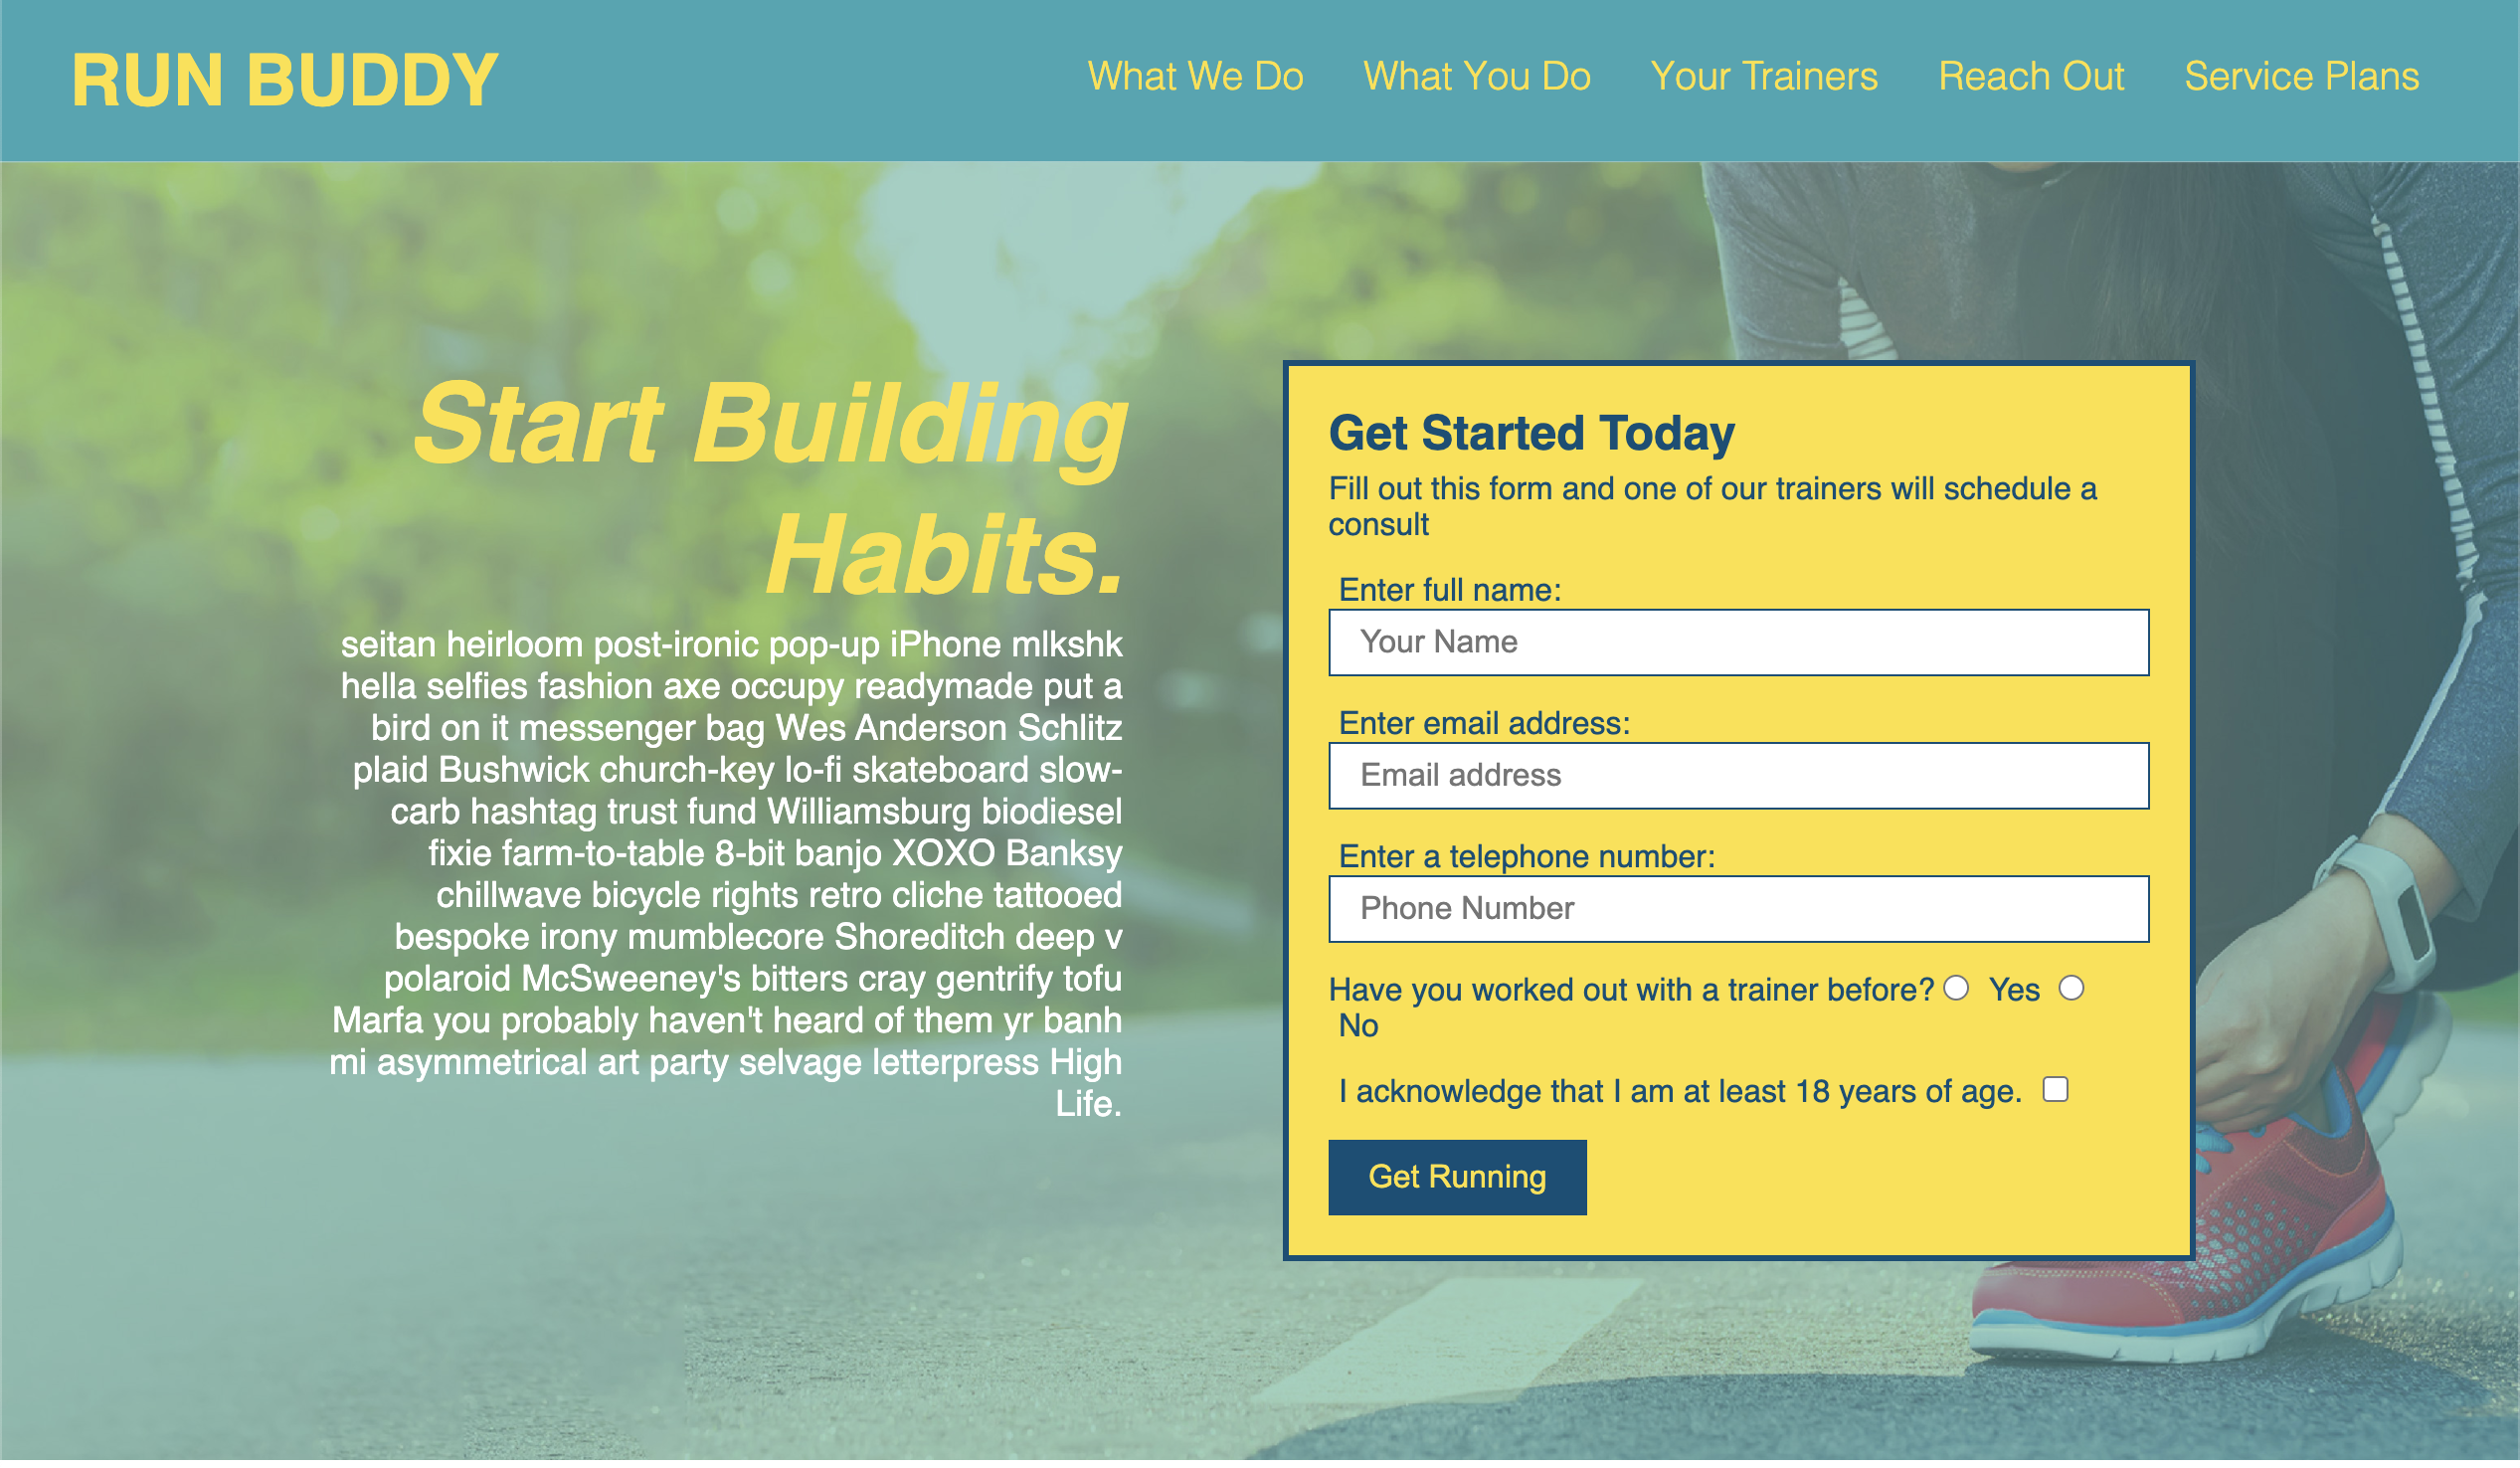 RUN BUDDY
What We Do
What You Do
Your Trainers
Reach Out
Service Plans
Start Building
Habits.
seitan heirloom post-ironic pop-up iPhone mlkshk
hella selfies fashion axe occupy readymade put a
bird on it messenger bag Wes Anderson Schlitz
plaid Bushwick church-key lo-fi skateboard slow-
carb hashtag trust fund Williamsburg biodiesel
fixie farm-to-table 8-bit banjo XOXO Banksy
chillwave bicycle rights retro cliche tattooed
bespoke irony mumblecore Shoreditch deep v
polaroid McSweeney's bitters cray gentrify tofu
Marfa you probably haven't heard of them yr banh
mi asymmetrical art party selvage letterpress High
Life.
Get Started Today
Fill out this form and one of our trainers will schedule a
consult
Enter full name:
Your Name
Enter email address:
Email address
Enter a telephone number:
Phone Number
Have you worked out with a trainer before? Yes
No
I acknowledge that I am at least 18 years of age.
Get Running